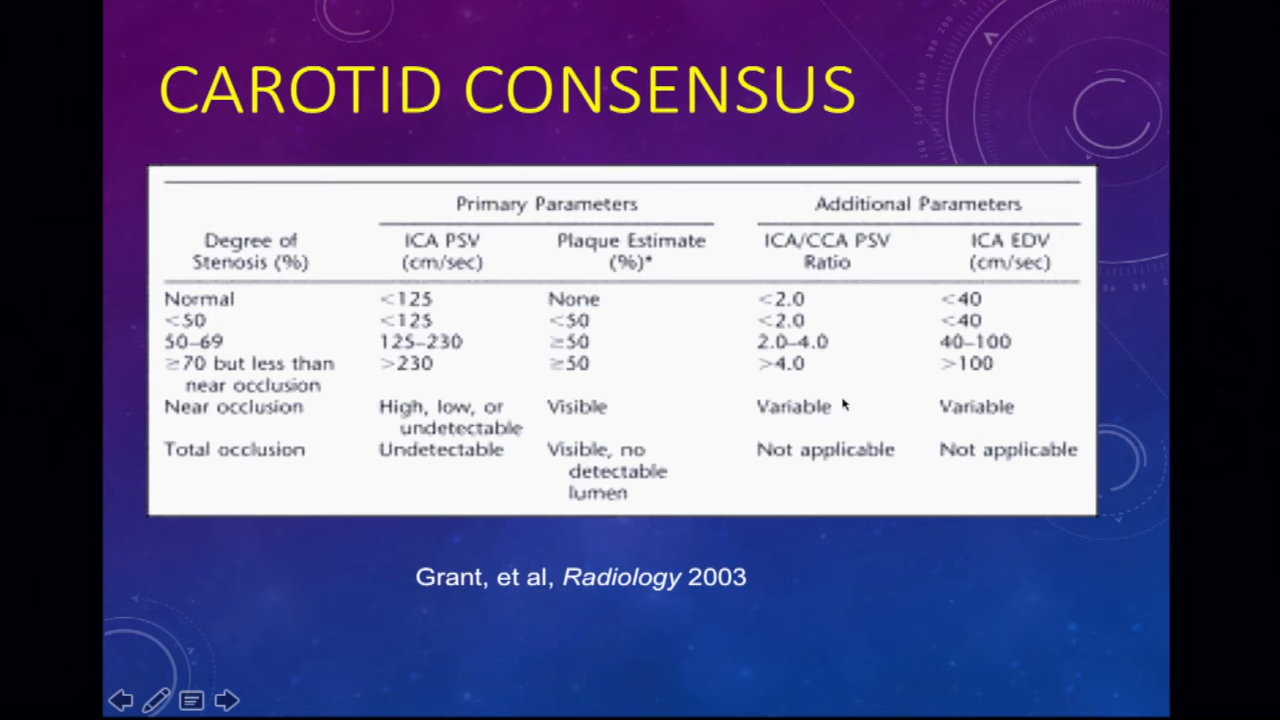 CAROTID CONSENSUS
Primary Parameters Additional Parameters
Degree of Stenosis (%) ICA PSV (cm/sec) Plaque Estimate (%)* ICA/CCA PSV Ratio ICA EDV (cm/sec)
Normal <125 None <2.0 <40
<50 <125 <50 <2.0 <40
50–69 125–230 ≥50 2.0–4.0 40–100
≥70 but less than near occlusion >230 ≥50 >4.0 >100
Near occlusion High, low, or undetectable Visible Variable Variable
Total occlusion Undetectable Visible, no detectable lumen Not applicable Not applicable
Grant, et al, Radiology 2003